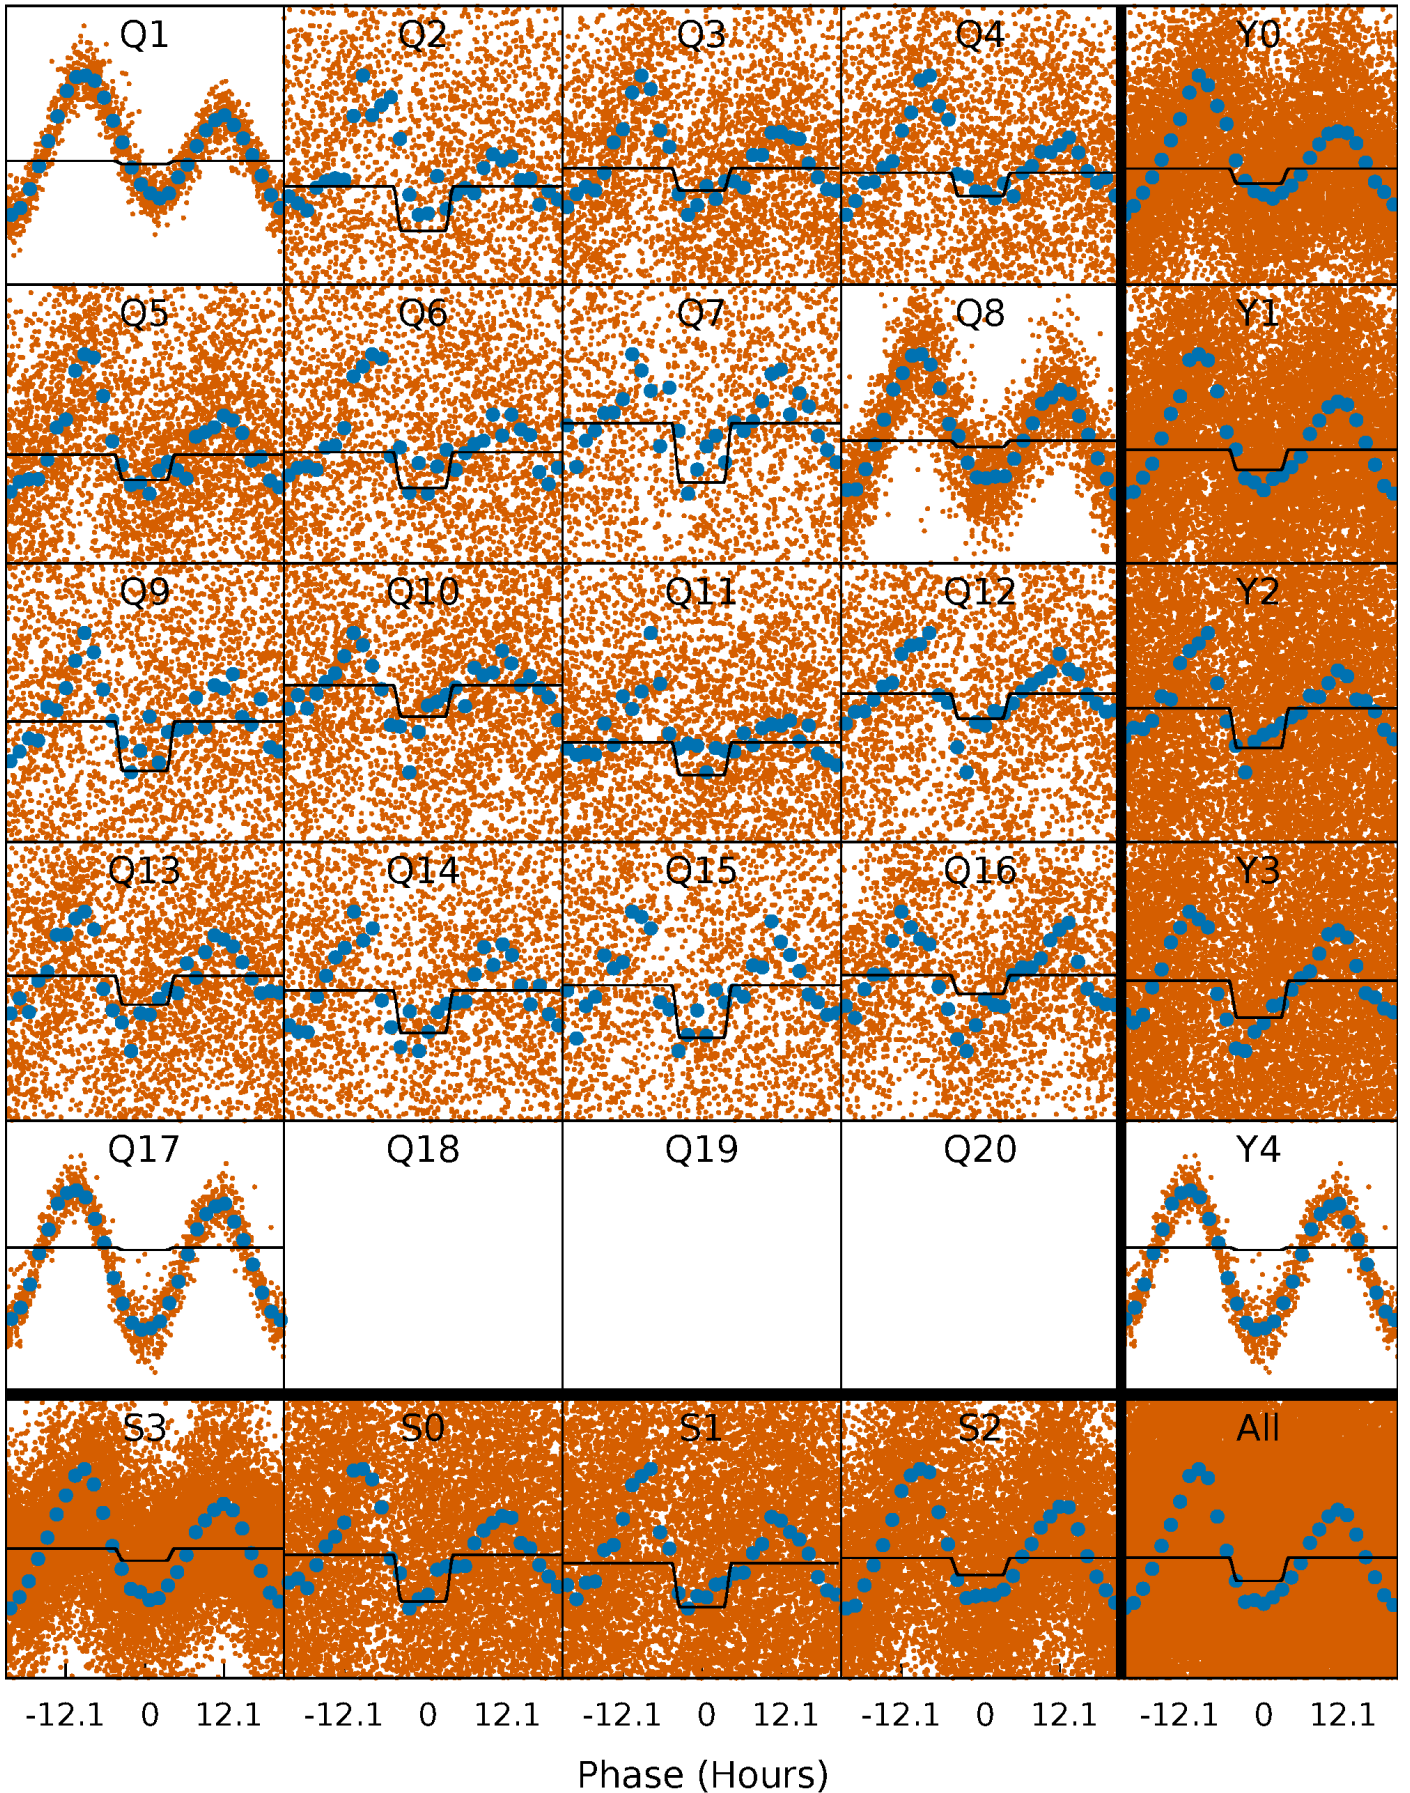 Q1 Q2 Q3 Q4 Y0
Q5 Q6 Q7 Q8 Y1
Q9 Q10 Q11 Q12 Y2
Q13 Q14 Q15 Q16 Y3
Q17 Q18 Q19 Q20 Y4
S3 S0 S1 S2 All
-12.1 0 12.1 -12.1 0 12.1 -12.1 0 12.1 -12.1 0 12.1 -12.1 0 12.1
Phase (Hours)